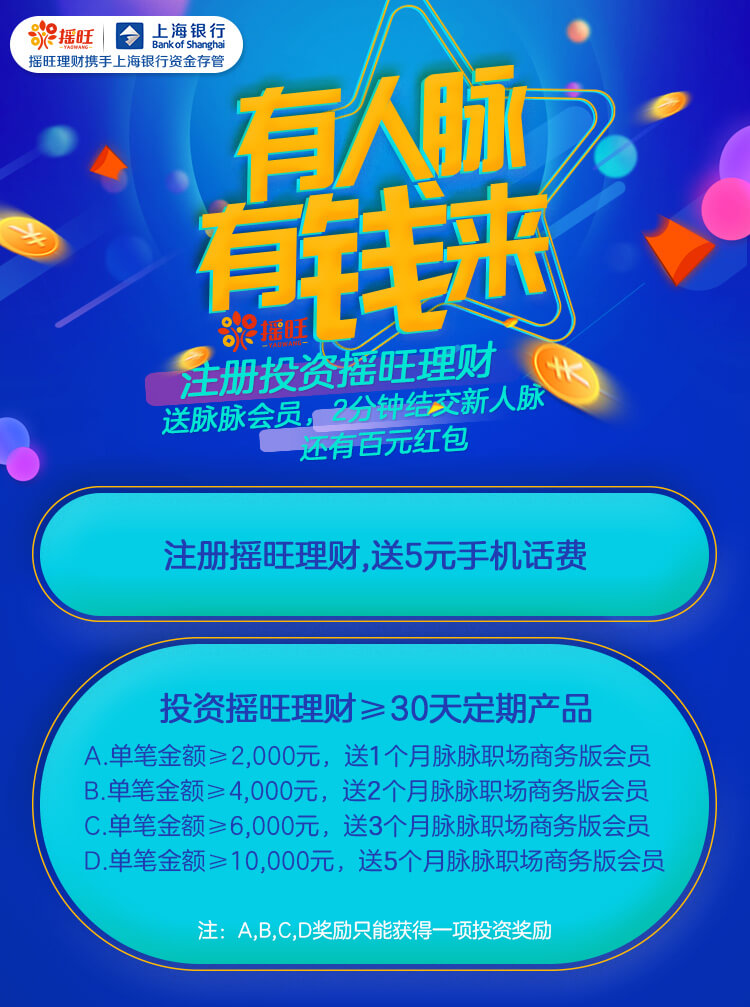 摇旺
YAOWANG
上海银行
Bank of Shanghai
摇旺理财携手上海银行资金存管
有人脉
有钱来
摇旺
YAOWANG
注册投资摇旺理财
送脉脉会员，2分钟结交新人脉
还有百元红包
注册摇旺理财,送5元手机话费
投资摇旺理财≥30天定期产品
A.单笔金额≥2,000元，送1个月脉脉职场商务版会员
B.单笔金额≥4,000元，送2个月脉脉职场商务版会员
C.单笔金额≥6,000元，送3个月脉脉职场商务版会员
D.单笔金额≥10,000元，送5个月脉脉职场商务版会员
注：A,B,C,D奖励只能获得一项投资奖励